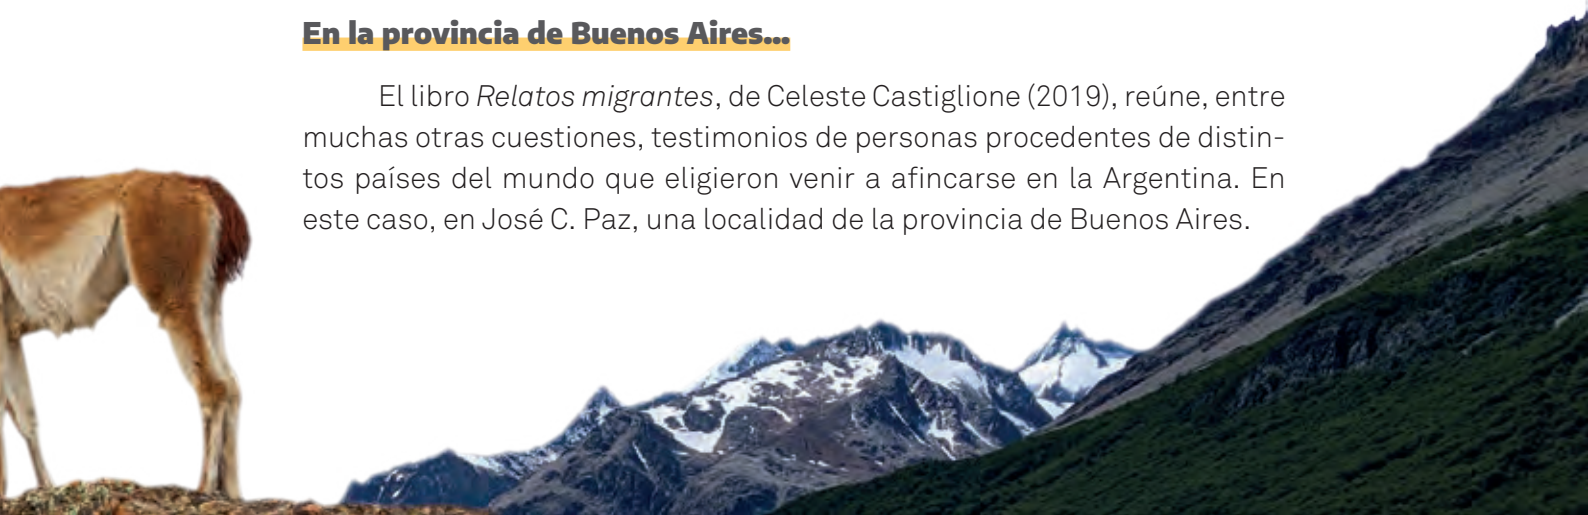 En la provincia de Buenos Aires...
El libro Relatos migrantes, de Celeste Castiglione (2019), reúne, entre
muchas otras cuestiones, testimonios de personas procedentes de distin-
tos países del mundo que eligieron venir a afincarse en la Argentina. En
este caso, en José C. Paz, una localidad de la provincia de Buenos Aires.